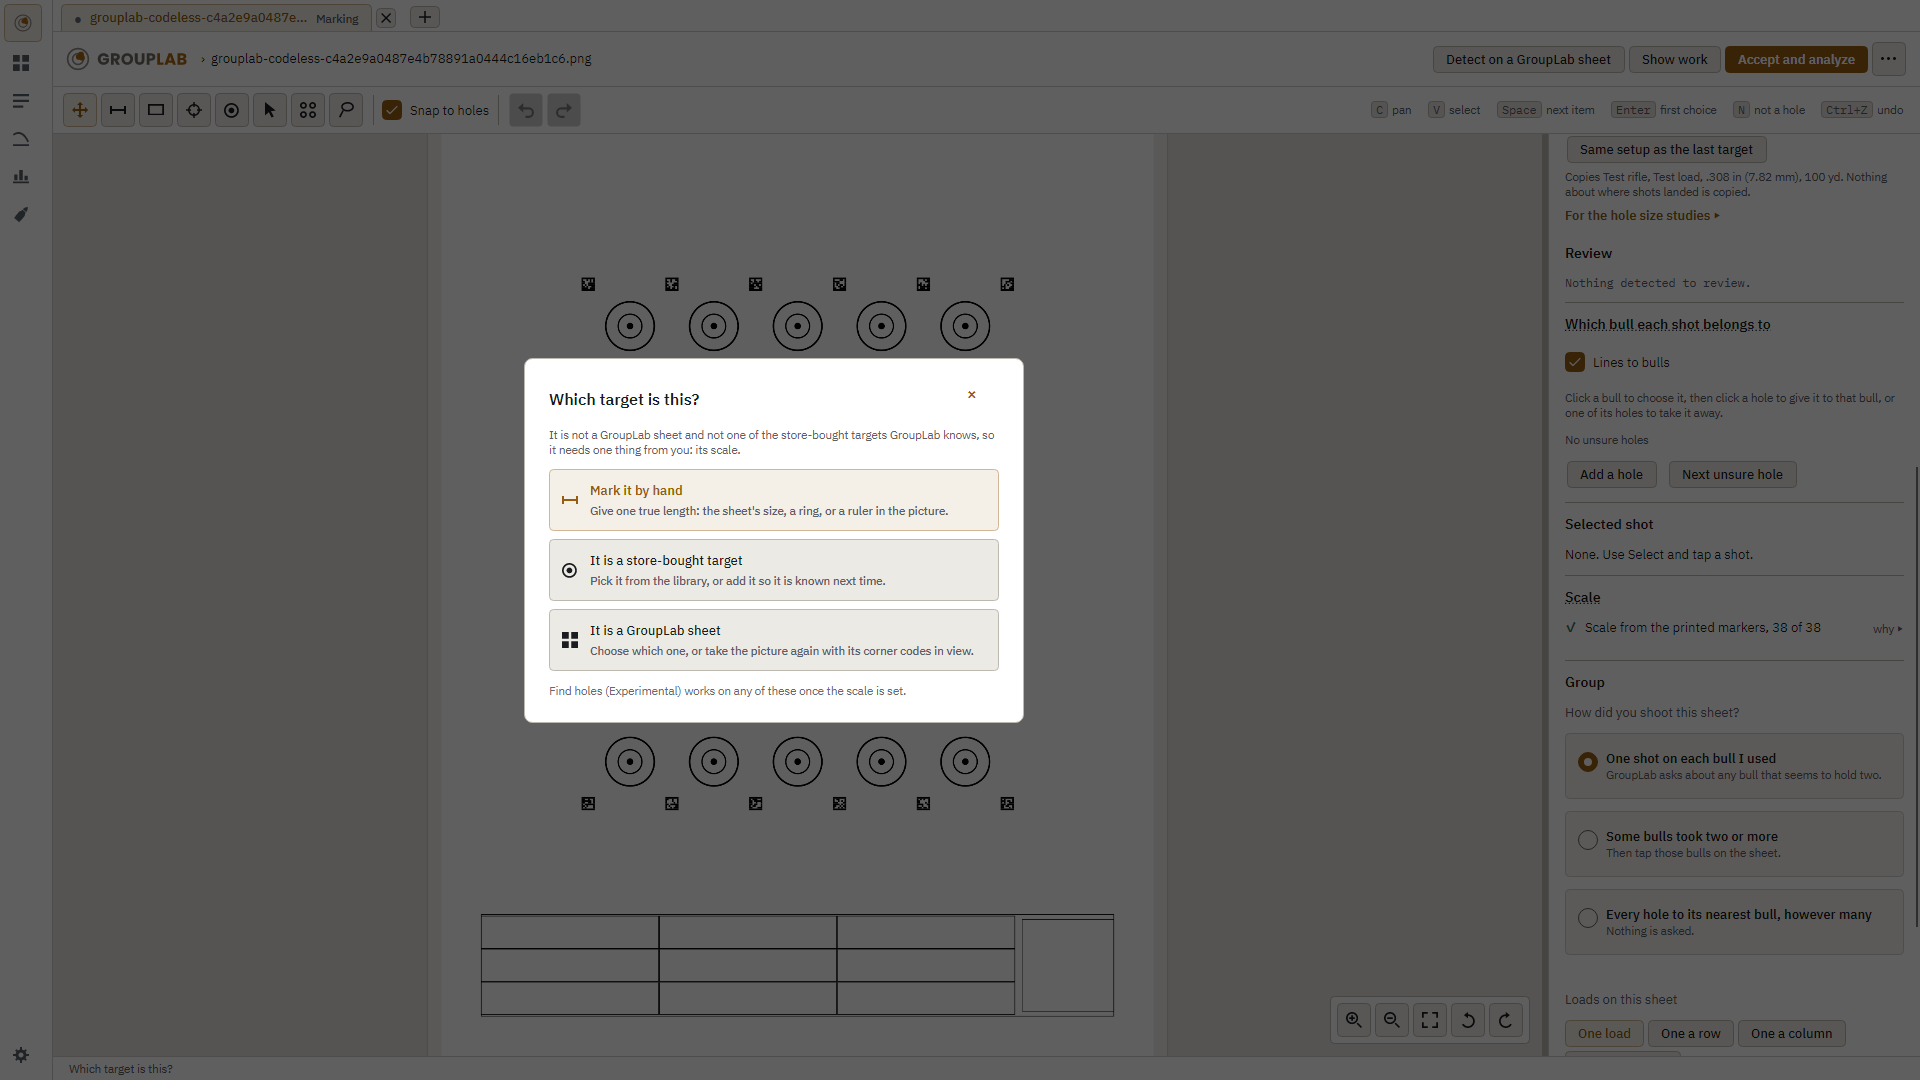 grouplab-codeless-c4a2e9a0487e... Marking
GROUPLAB › grouplab-codeless-c4a2e9a0487e4b78891a0444c16eb1c6.png
Detect on a GroupLab sheet
Show work
Accept and analyze
Snap to holes
C pan
V select
Space next item
Enter first choice
N not a hole
Ctrl+Z undo
Same setup as the last target
Copies Test rifle, Test load, .308 in (7.82 mm), 100 yd. Nothing
about where shots landed is copied.
For the hole size studies
Review
Nothing detected to review.
Which bull each shot belongs to
Lines to bulls
Click a bull to choose it, then click a hole to give it to that bull, or
one of its holes to take it away.
No unsure holes
Add a hole
Next unsure hole
Selected shot
None. Use Select and tap a shot.
Scale
Scale from the printed markers, 38 of 38
why
Group
How did you shoot this sheet?
One shot on each bull I used
GroupLab asks about any bull that seems to hold two.
Some bulls took two or more
Then tap those bulls on the sheet.
Every hole to its nearest bull, however many
Nothing is asked.
Loads on this sheet
One load
One a row
One a column
Which target is this?
It is not a GroupLab sheet and not one of the store-bought targets GroupLab knows, so
it needs one thing from you: its scale.
Mark it by hand
Give one true length: the sheet's size, a ring, or a ruler in the picture.
It is a store-bought target
Pick it from the library, or add it so it is known next time.
It is a GroupLab sheet
Choose which one, or take the picture again with its corner codes in view.
Find holes (Experimental) works on any of these once the scale is set.
Which target is this?